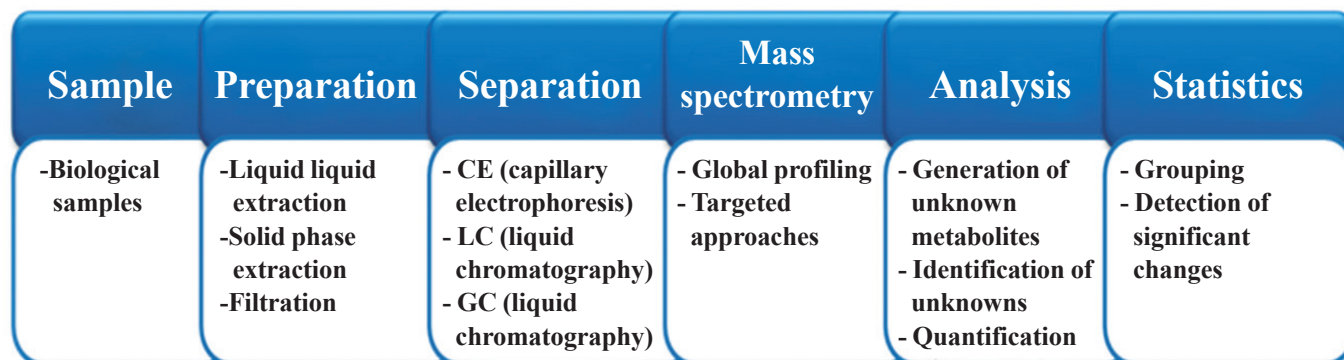 Sample
-Biological
samples
Preparation
-Liquid liquid
extraction
-Solid phase
extraction
-Filtration
Separation
- CE (capillary
electrophoresis)
- LC (liquid
chromatography)
- GC (liquid
chromatography)
Mass
spectrometry
- Global profiling
- Targeted
approaches
Analysis
- Generation of
unknown
metabolites
- Identification of
unknowns
- Quantification
Statistics
- Grouping
- Detection of
significant
changes